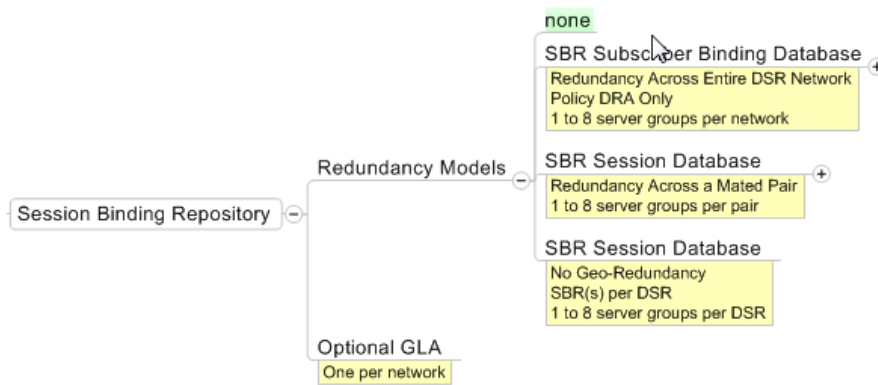 none
SBR Subscriber Binding Database
Redundancy Across Entire DSR Network
Policy DRA Only
1 to 8 server groups per network
Redundancy Models
SBR Session Database
Redundancy Across a Mated Pair
1 to 8 server groups per pair
Session Binding Repository
SBR Session Database
No Geo-Redundancy
SBR(s) per DSR
1 to 8 server groups per DSR
Optional GLA
One per network